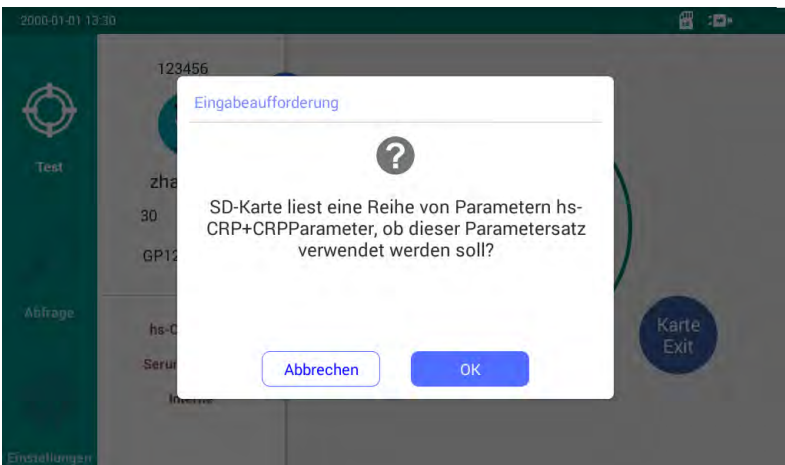 2000-01-01 13:30
123456
Eingabeaufforderung
?
Test
zha
SD-Karte liest eine Reihe von Parametern hs-
CRP+CRPParameter, ob dieser Parametersatz
verwendet werden soll?
30
GP12
Abfrage
hs-C
Karte
Exit
Serur
Abbrechen
OK
Interne
Einstellungen